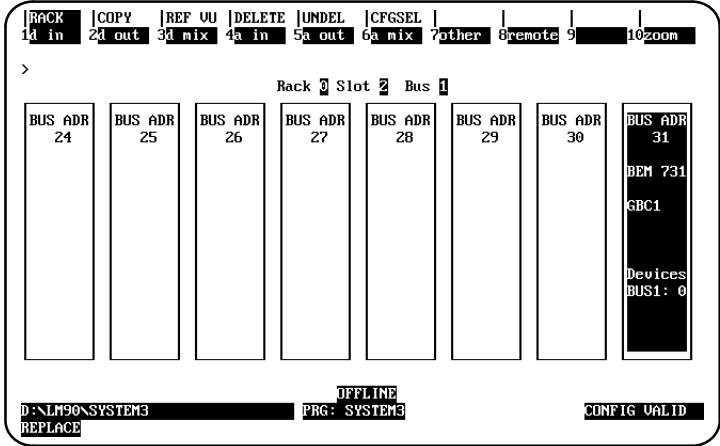 |RACK |COPY |REF VU |DELETE |UNDEL |CFGSEL | | | |
1d in 2d out 3d mix 4a in 5a out 6a mix 7other 8remote 9 10zoom
>
Rack 0 Slot 2 Bus 1
BUS ADR BUS ADR BUS ADR BUS ADR BUS ADR BUS ADR BUS ADR BUS ADR
24 25 26 27 28 29 30 31
BEM 731
GBC1
Devices
BUS1: 0
OFFLINE
D:\LM90\SYSTEM3 PRG: SYSTEM3 CONFIG VALID
REPLACE